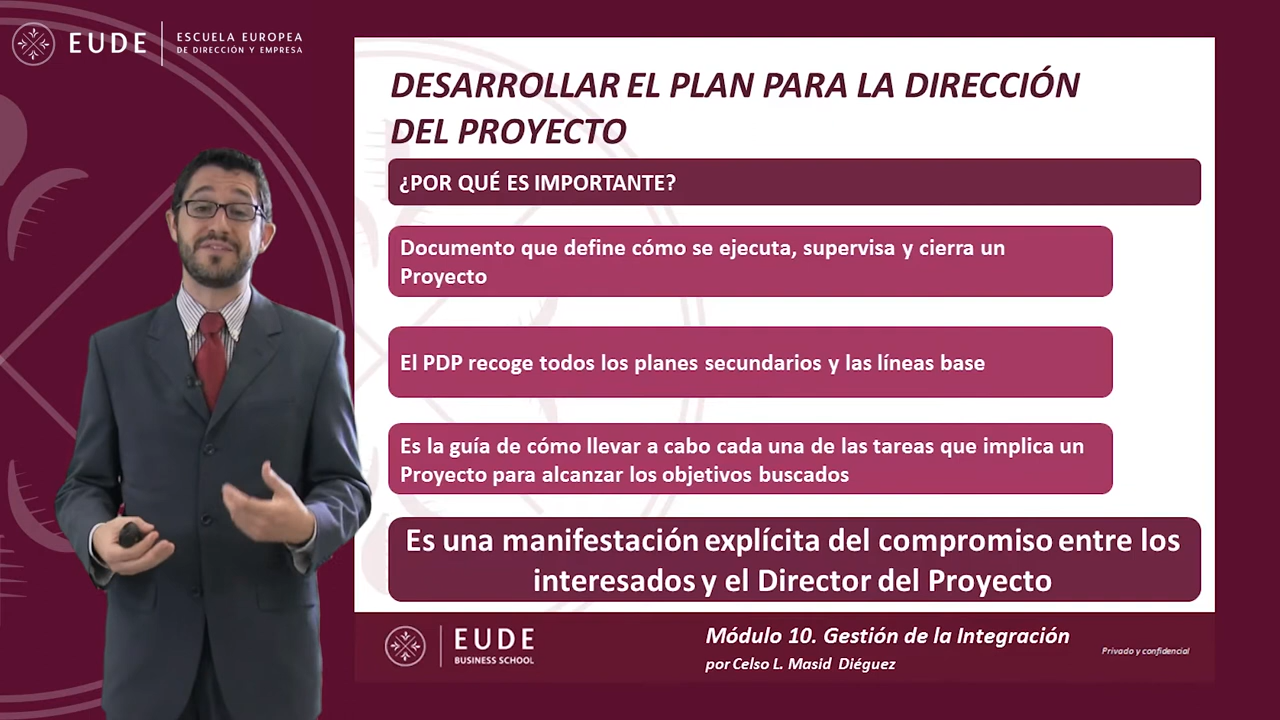 EUDE
ESCUELA EUROPEA
DE DIRECCIÓN Y EMPRESA
DESARROLLAR EL PLAN PARA LA DIRECCIÓN
DEL PROYECTO
¿POR QUÉ ES IMPORTANTE?
Documento que define cómo se ejecuta, supervisa y cierra un
Proyecto
El PDP recoge todos los planes secundarios y las líneas base
Es la guía de cómo llevar a cabo cada una de las tareas que implica un
Proyecto para alcanzar los objetivos buscados
Es una manifestación explícita del compromiso entre los
interesados y el Director del Proyecto
EUDE
BUSINESS SCHOOL
Módulo 10. Gestión de la Integración
por Celso L. Masid Diéguez
Privado y confidencial